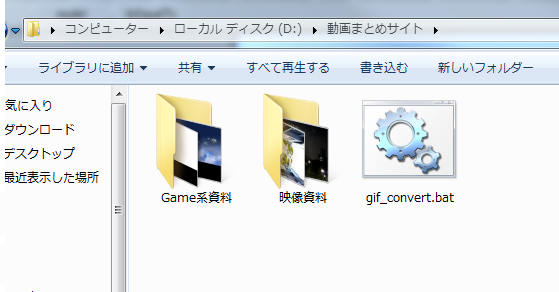 コンピューター ▸ ローカル ディスク (D:) ▸ 動画まとめサイト ▸
ライブラリに追加 ▼ 共有 ▼ すべて再生する 書き込む 新しいフォルダー
気に入り
ダウンロード
デスクトップ
最近表示した場所
Game系資料 映像資料 gif_convert.bat